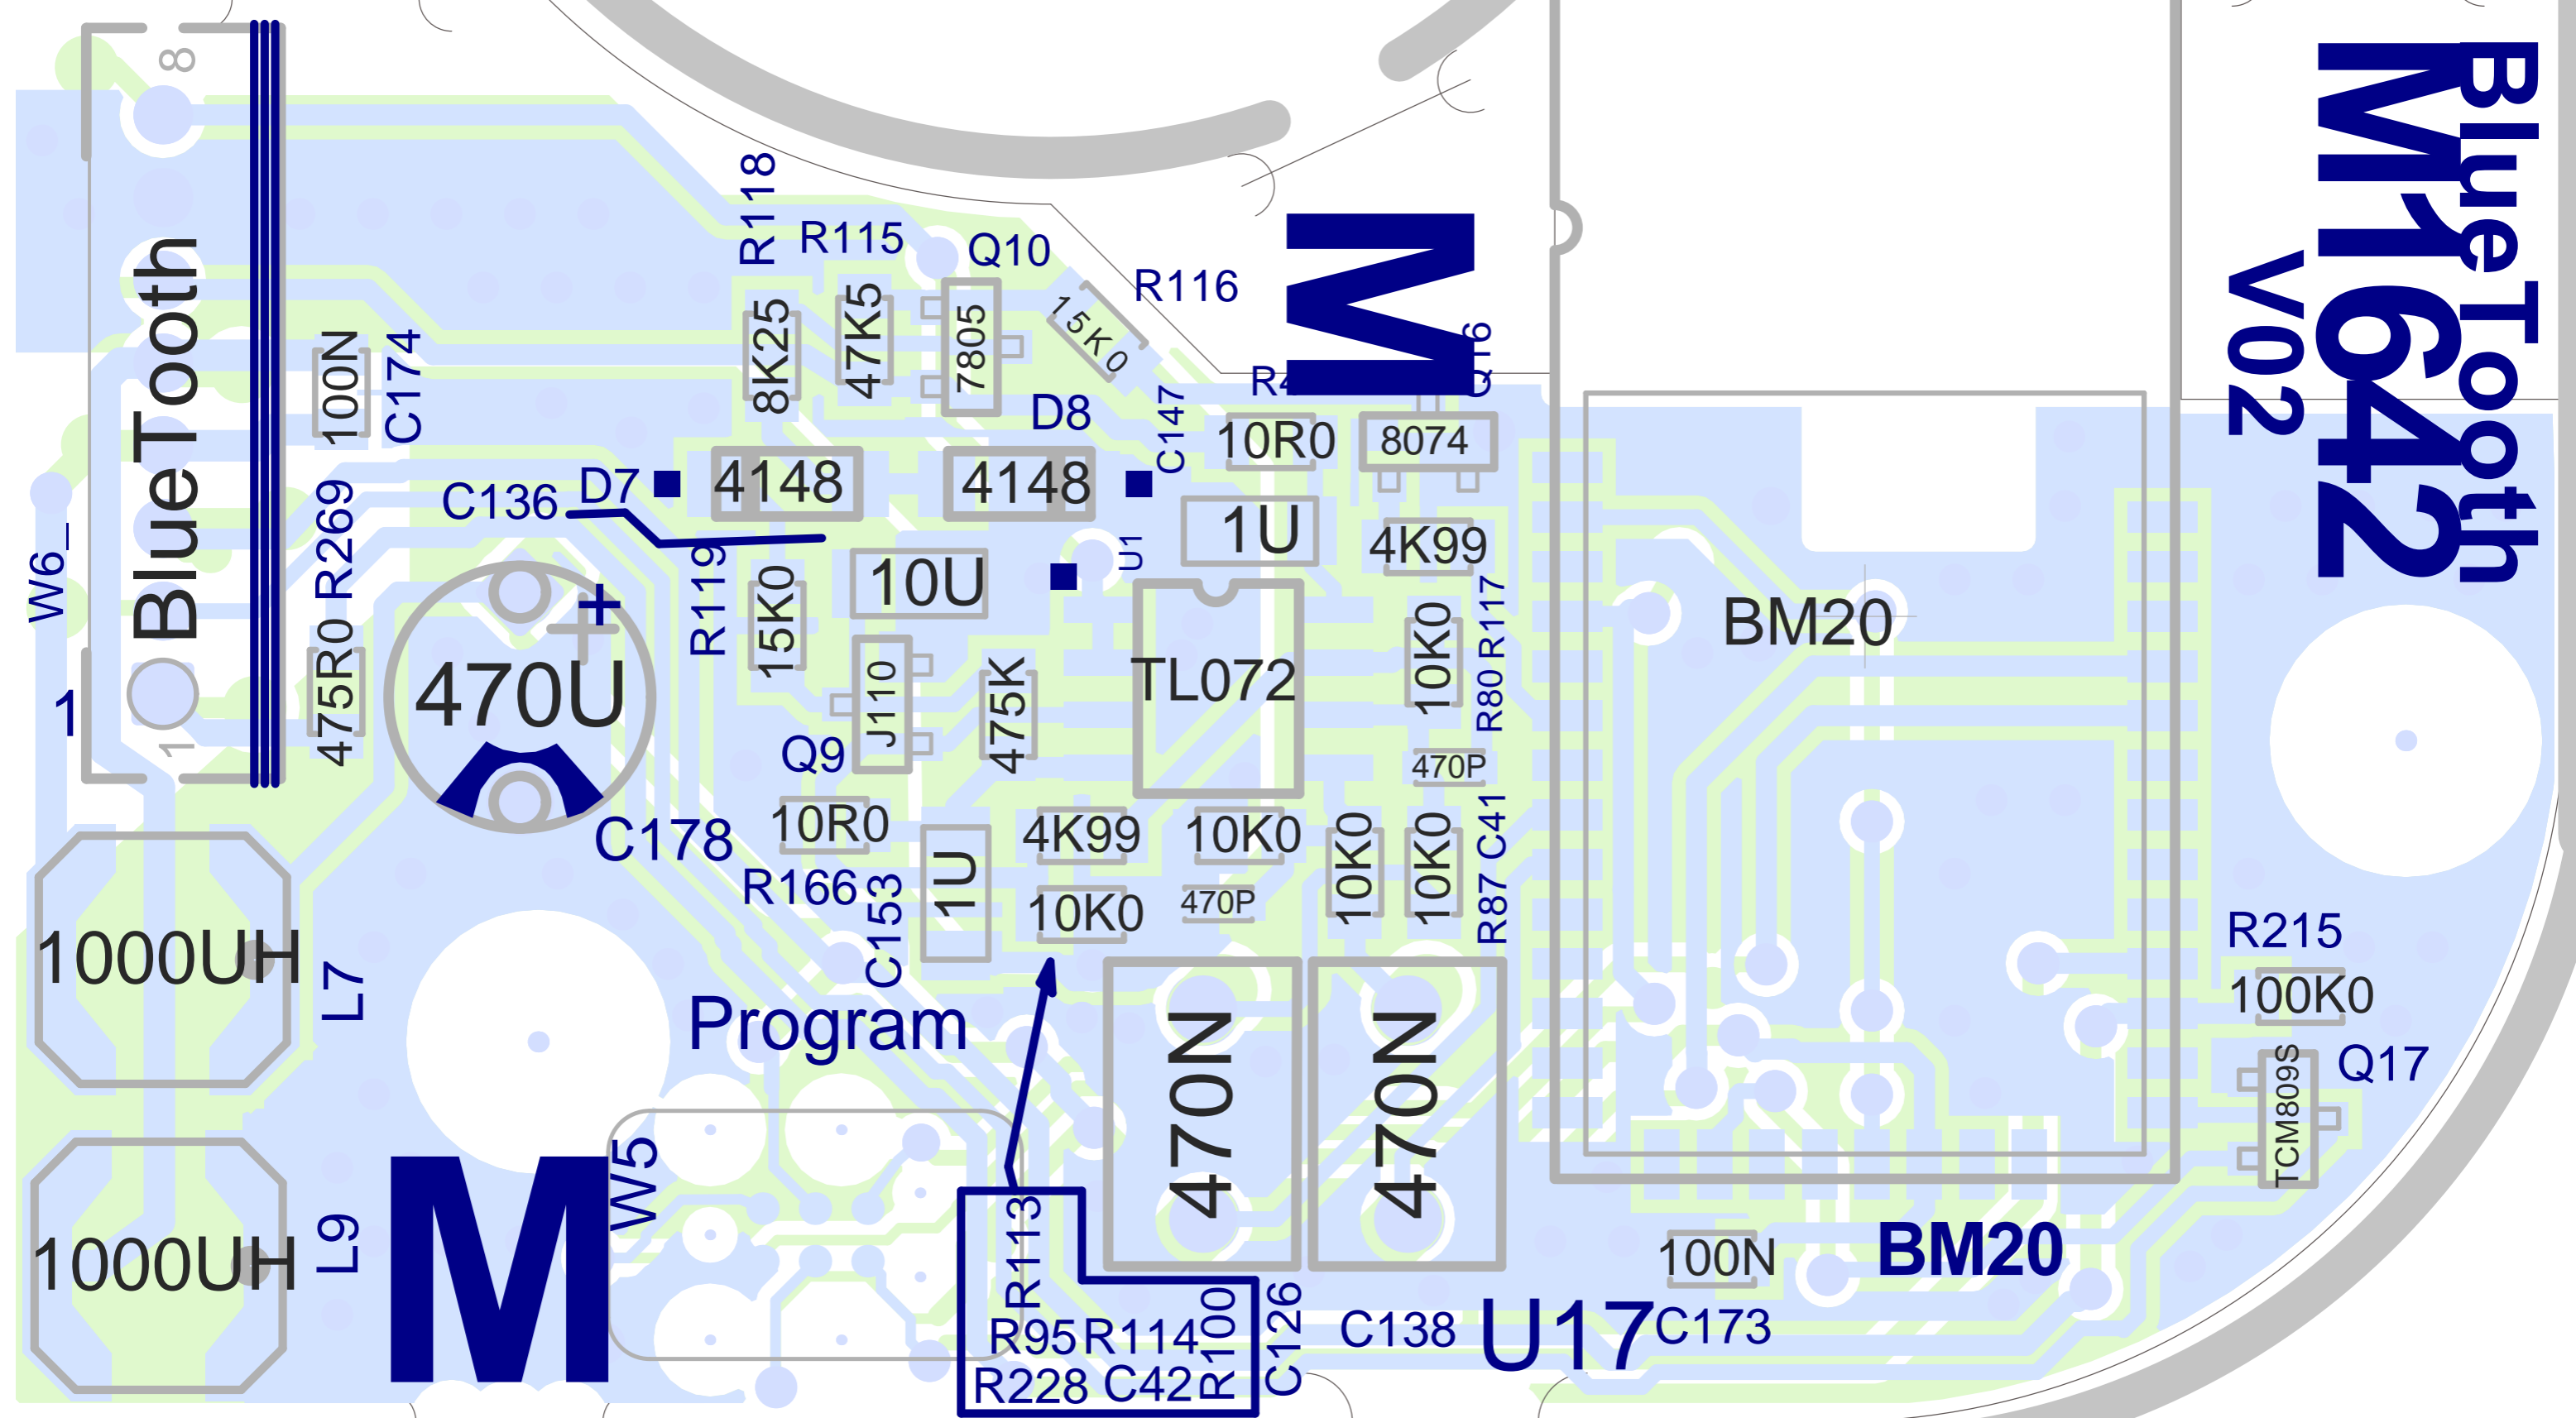 8
BlueTooth
1
1
W6_
100N
C174
R269
475R0
C136
D7
R118
R115
Q10
R116
8K25
47K5
7805
15K0
D8
C147
4148
4148
M
R4
Q16
10R0
8074
1U
4K99
U1
R119
15K0
10U
J110
475K
TL072
10K0
R117
R80
470P
C41
R87
470U
+
C178
Q9
10R0
R166
C153
1U
4K99
10K0
10K0
470P
10K0
10K0
1000UH
L7
1000UH
L9
Program
M
W5
470N
470N
R113
R95 R114
R228 C42
R100
C126
C138
U17
C173
100N
BM20
BM20
BlueTooth
M1642
V02
R215
100K0
Q17
TCM809S